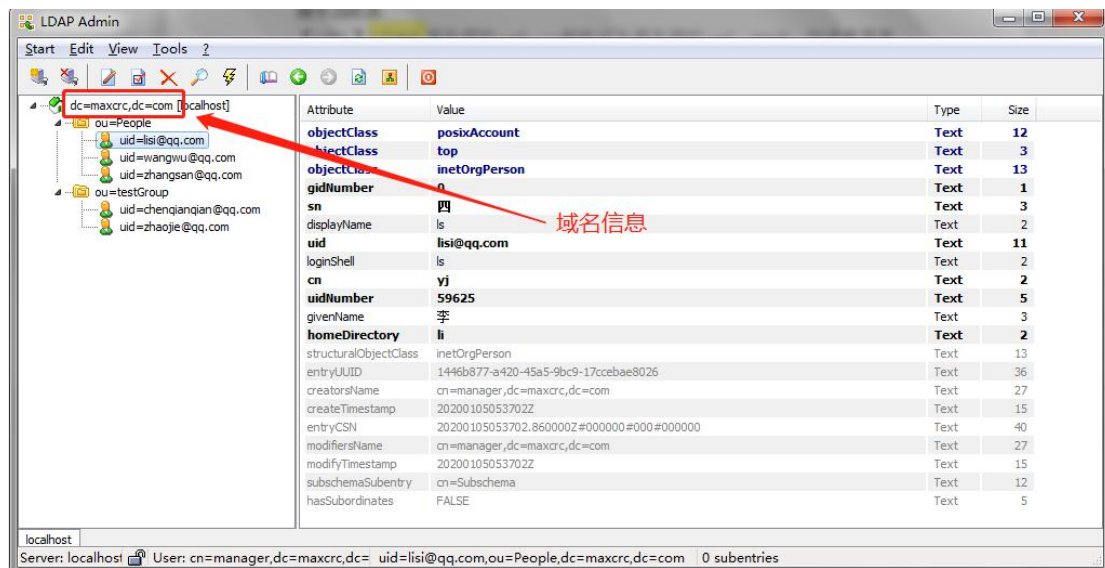 LDAP Admin
Start Edit View Tools ?
dc=maxcrc,dc=com [localhost]
ou=People
uid=lisi@qq.com
uid=wangwu@qq.com
uid=zhangsan@qq.com
ou=testGroup
uid=chenqianqian@qq.com
uid=zhaojie@qq.com
Attribute Value Type Size
objectClass posixAccount Text 12
objectClass top Text 3
objectClass inetOrgPerson Text 13
gidNumber 0 Text 1
sn 四 Text 3
displayName ls Text 2
uid lisi@qq.com Text 11
loginShell ls Text 2
cn yj Text 2
uidNumber 59625 Text 5
givenName 李 Text 3
homeDirectory li Text 2
structuralObjectClass inetOrgPerson Text 13
entryUUID 1446b877-a420-45a5-9bc9-17ccebae8026 Text 36
creatorsName cn=manager,dc=maxcrc,dc=com Text 27
createTimestamp 20200105053702Z Text 15
entryCSN 20200105053702.860000Z#000000#000#000000 Text 40
modifiersName cn=manager,dc=maxcrc,dc=com Text 27
modifyTimestamp 20200105053702Z Text 15
subschemaSubentry cn=Subschema Text 12
hasSubordinates FALSE Text 5
域名信息
localhost
Server: localhost User: cn=manager,dc=maxcrc,dc= uid=lisi@qq.com,ou=People,dc=maxcrc,dc=com 0 subentries